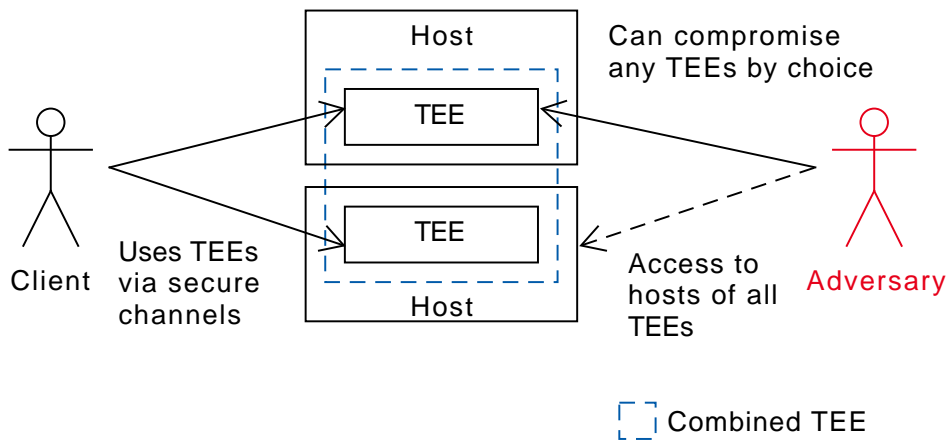 Host
Can compromise
any TEEs by choice
TEE
TEE
Client
Uses TEEs
via secure
channels
Host
Access to
hosts of all
TEEs
Adversary
Combined TEE